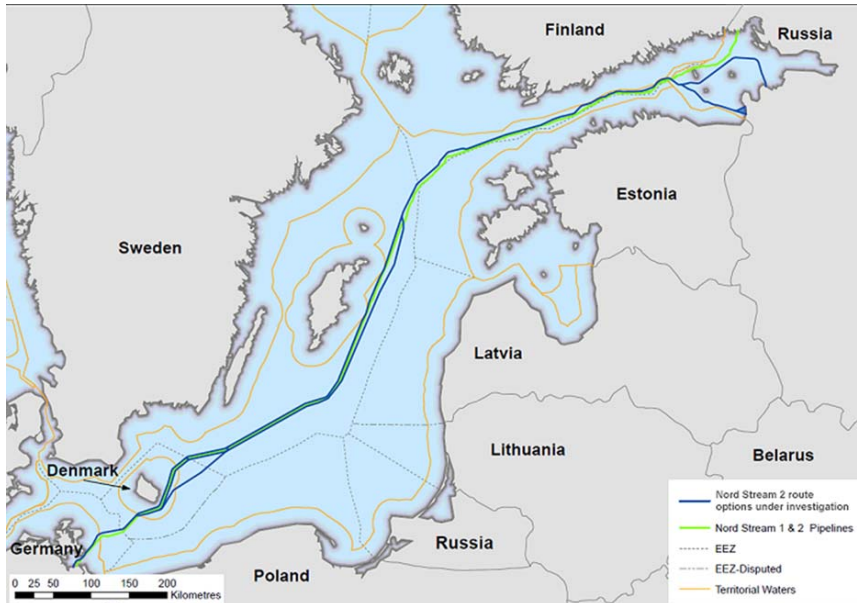 Finland
Russia
Estonia
Sweden
Latvia
Lithuania
Belarus
Denmark
Germany
Russia
Poland
0 25 50 100 150 200
Kilometres
Nord Stream 2 route
options under investigation
Nord Stream 1 & 2 Pipelines
EEZ
EEZ-Disputed
Territorial Waters